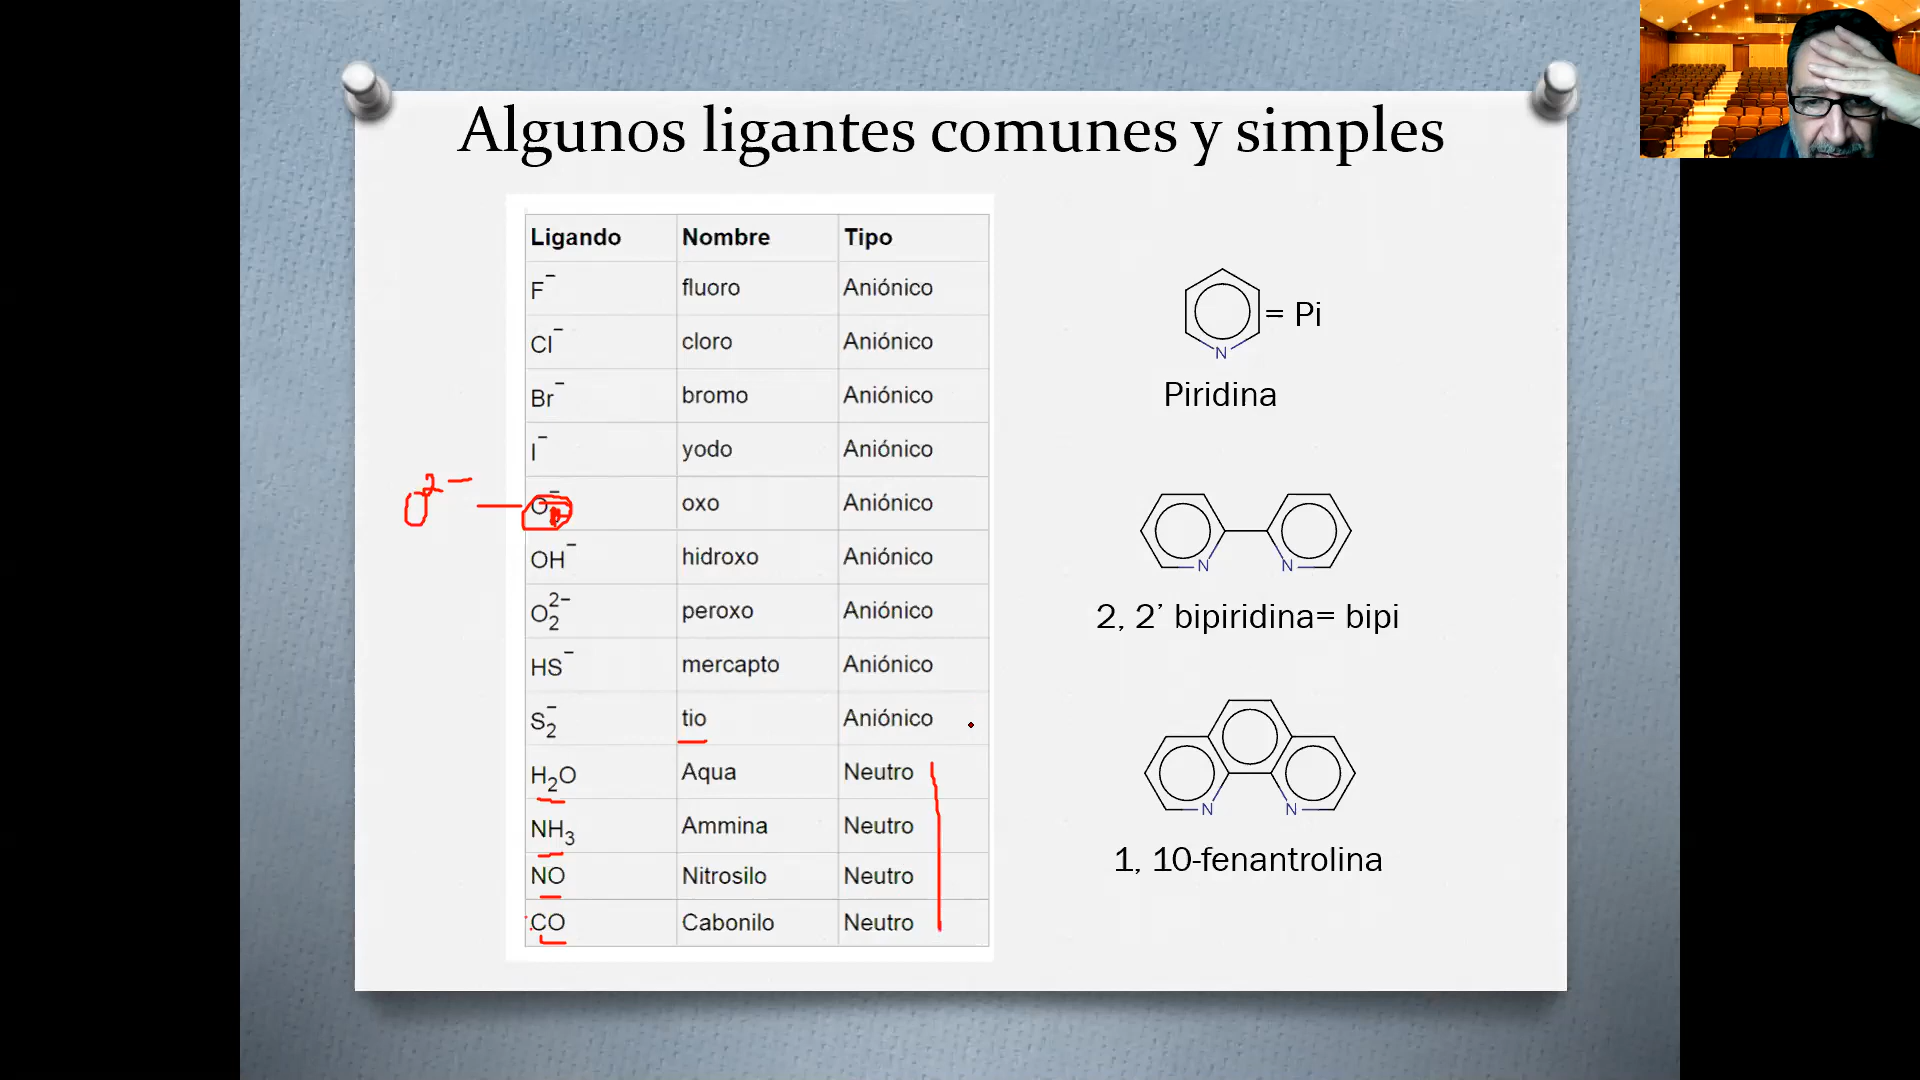 Algunos ligantes comunes y simples
Ligando Nombre Tipo
F⁻ fluoro Aniónico
Cl⁻ cloro Aniónico
Br⁻ bromo Aniónico
I⁻ yodo Aniónico
O²⁻ O⁻ oxo Aniónico
OH⁻ hidroxo Aniónico
O₂²⁻ peroxo Aniónico
HS⁻ mercapto Aniónico
S₂⁻ tio Aniónico
H₂O Aqua Neutro
NH₃ Ammina Neutro
NO Nitrosilo Neutro
:CO Cabonilo Neutro
N
= Pi
Piridina
N N
2, 2’ bipiridina= bipi
N N
1, 10-fenantrolina